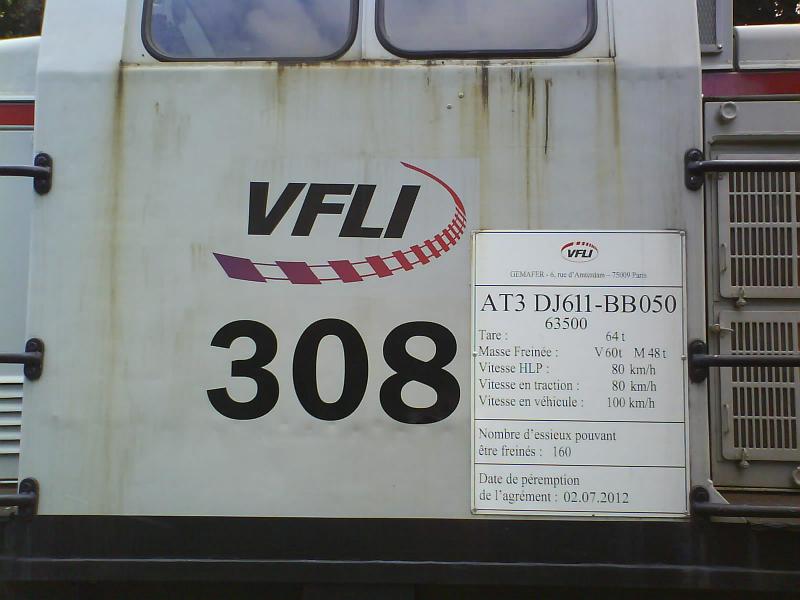 VFLI
308
VFLI
GEMAFER - 6, rue d'Amsterdam - 75009 Paris
AT3 DJ611-BB050
63500
Tare : 64 t
Masse Freinée : V 60 t M 48 t
Vitesse HLP : 80 km/h
Vitesse en traction : 80 km/h
Vitesse en véhicule : 100 km/h
Nombre d'essieux pouvant
être freinés : 160
Date de péremption
de l'agrément : 02.07.2012